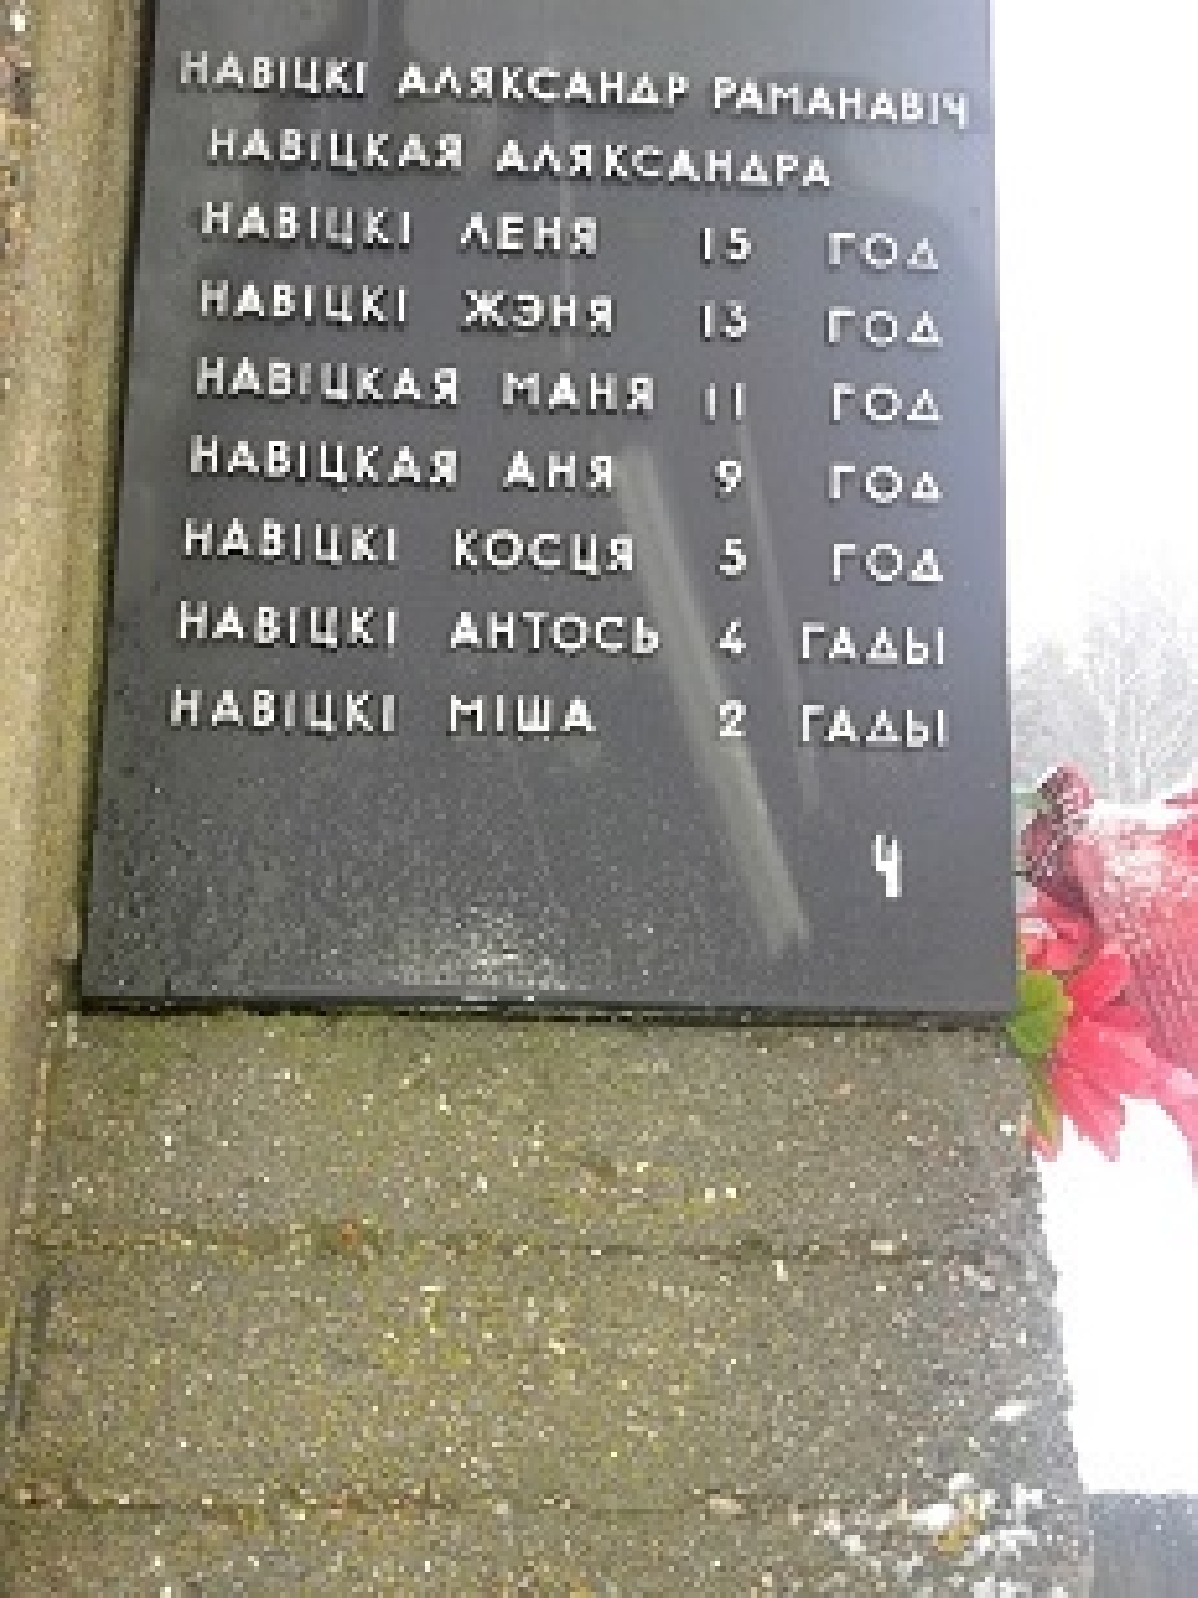 НАВІЦКІ АЛЯКСАНДР РАМАНАВІЧ
НАВІЦКАЯ АЛЯКСАНДРА
НАВІЦКІ ЛЕНЯ 15 ГОД
НАВІЦКІ ЖЭНЯ 13 ГОД
НАВІЦКАЯ МАНЯ 11 ГОД
НАВІЦКАЯ АНЯ 9 ГОД
НАВІЦКІ КОСЦЯ 5 ГОД
НАВІЦКІ АНТОСЬ 4 ГАДЫ
НАВІЦКІ МІША 2 ГАДЫ
Ч